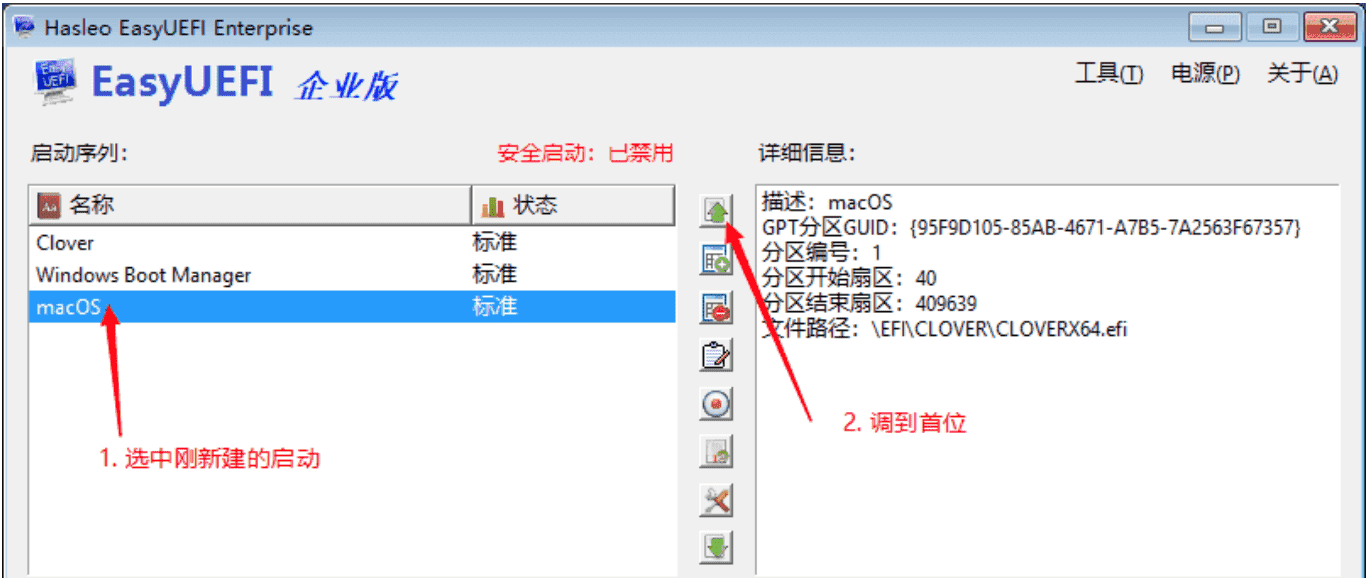 Hasleo EasyUEFI Enterprise
EasyUEFI 企业版
工具(T) 电源(P) 关于(A)
启动序列:
安全启动: 已禁用
详细信息:
名称 状态
Clover 标准
Windows Boot Manager 标准
macOS 标准
描述: macOS
GPT分区GUID: {95F9D105-85AB-4671-A7B5-7A2563F67357}
分区编号: 1
分区开始扇区: 40
分区结束扇区: 409639
文件路径: \EFI\CLOVER\CLOVERX64.efi
1. 选中刚新建的启动
2. 调到首位